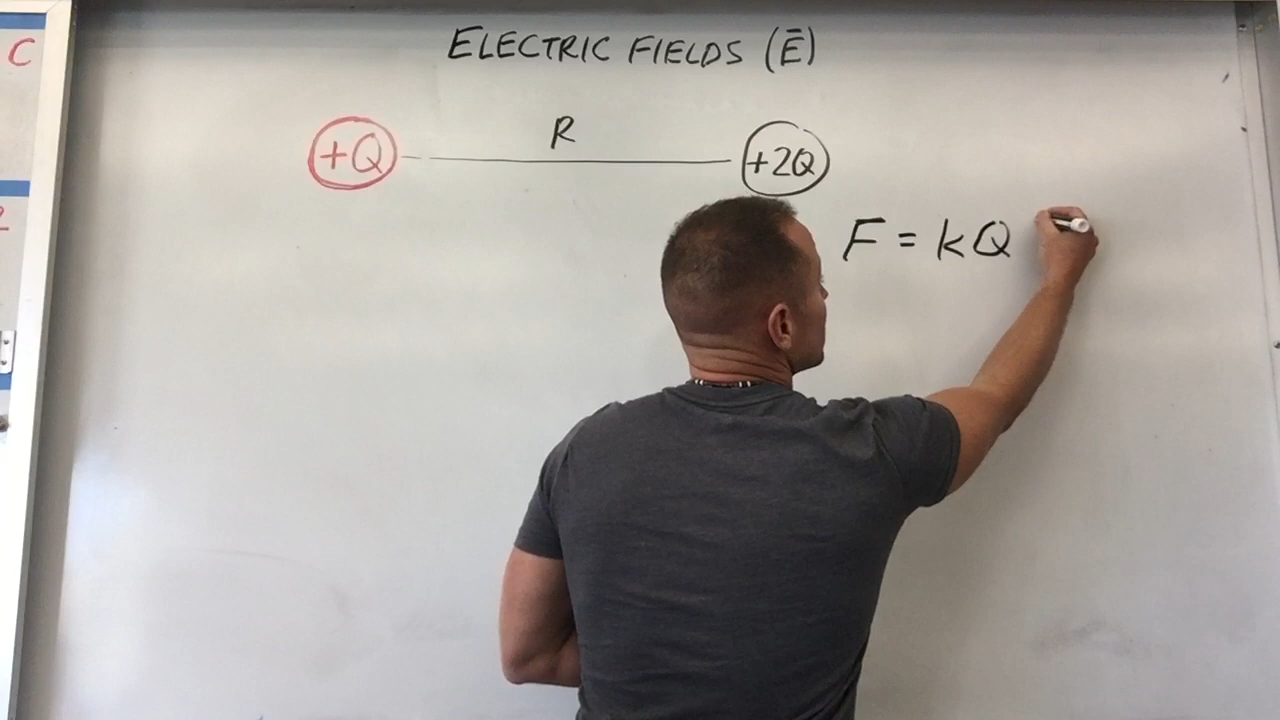 C
ELECTRIC FIELDS (E̅)
R
+Q +2Q
F = kQ